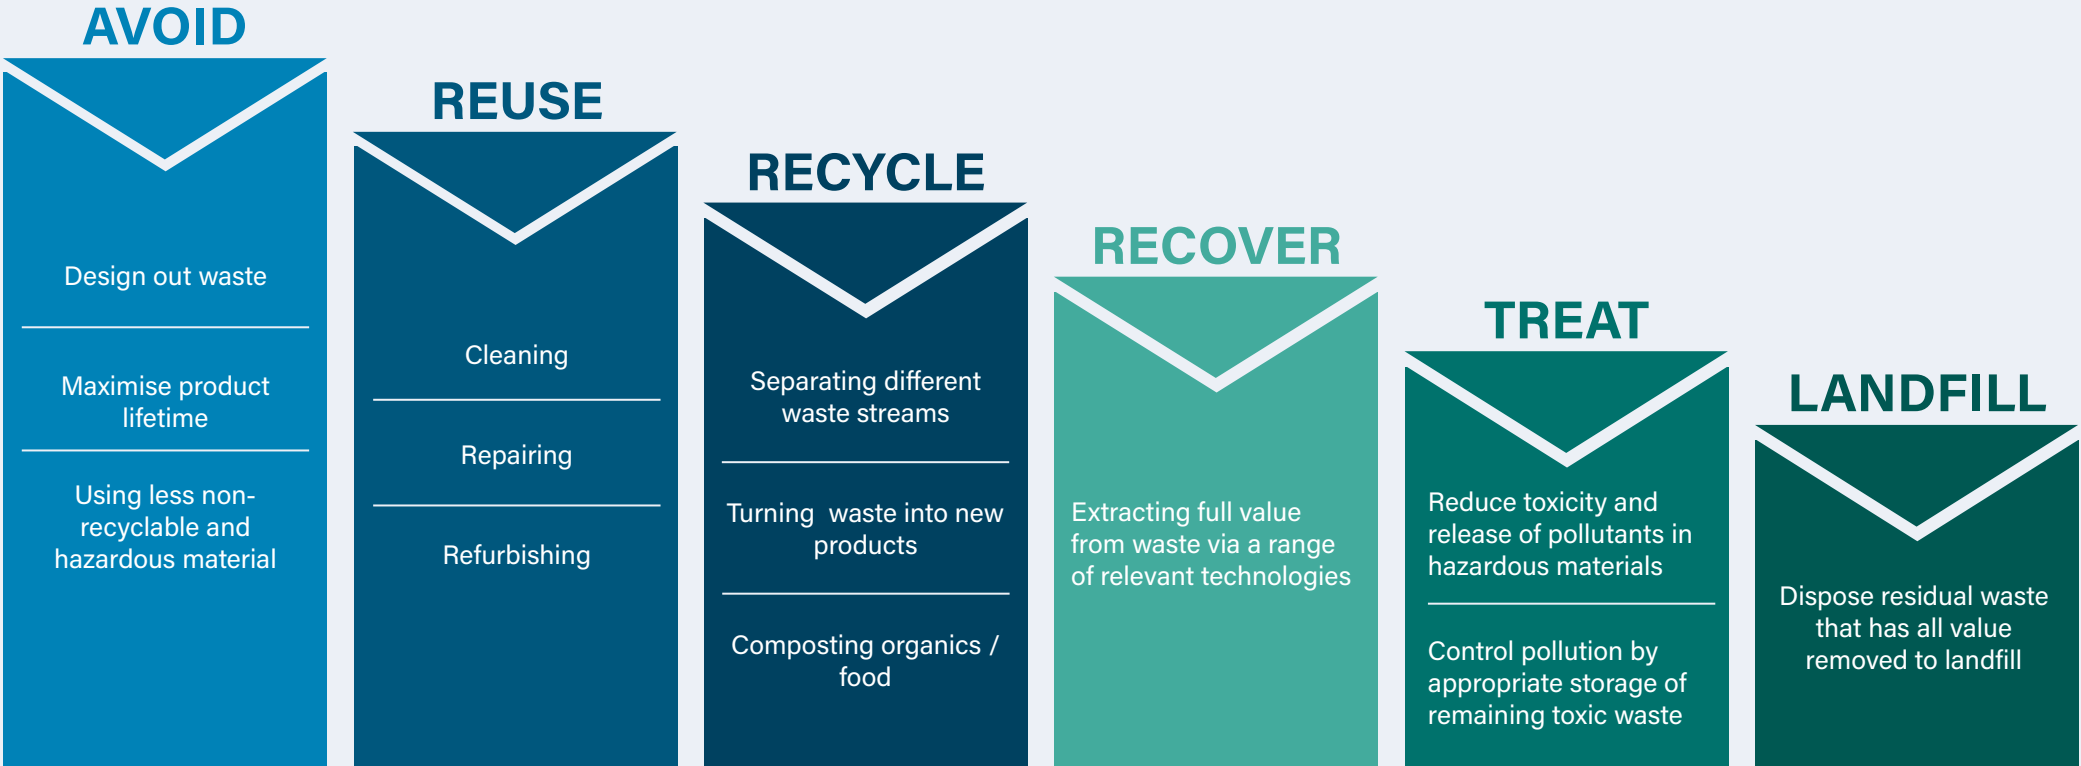 AVOID
Design out waste
Maximise product
lifetime
Using less non-
recyclable and
hazardous material
REUSE
Cleaning
Repairing
Refurbishing
RECYCLE
Separating different
waste streams
Turning  waste into new
products
Composting organics /
food
RECOVER
Extracting full value
from waste via a range
of relevant technologies
TREAT
Reduce toxicity and
release of pollutants in
hazardous materials
Control pollution by
appropriate storage of
remaining toxic waste
LANDFILL
Dispose residual waste
that has all value
removed to landfill